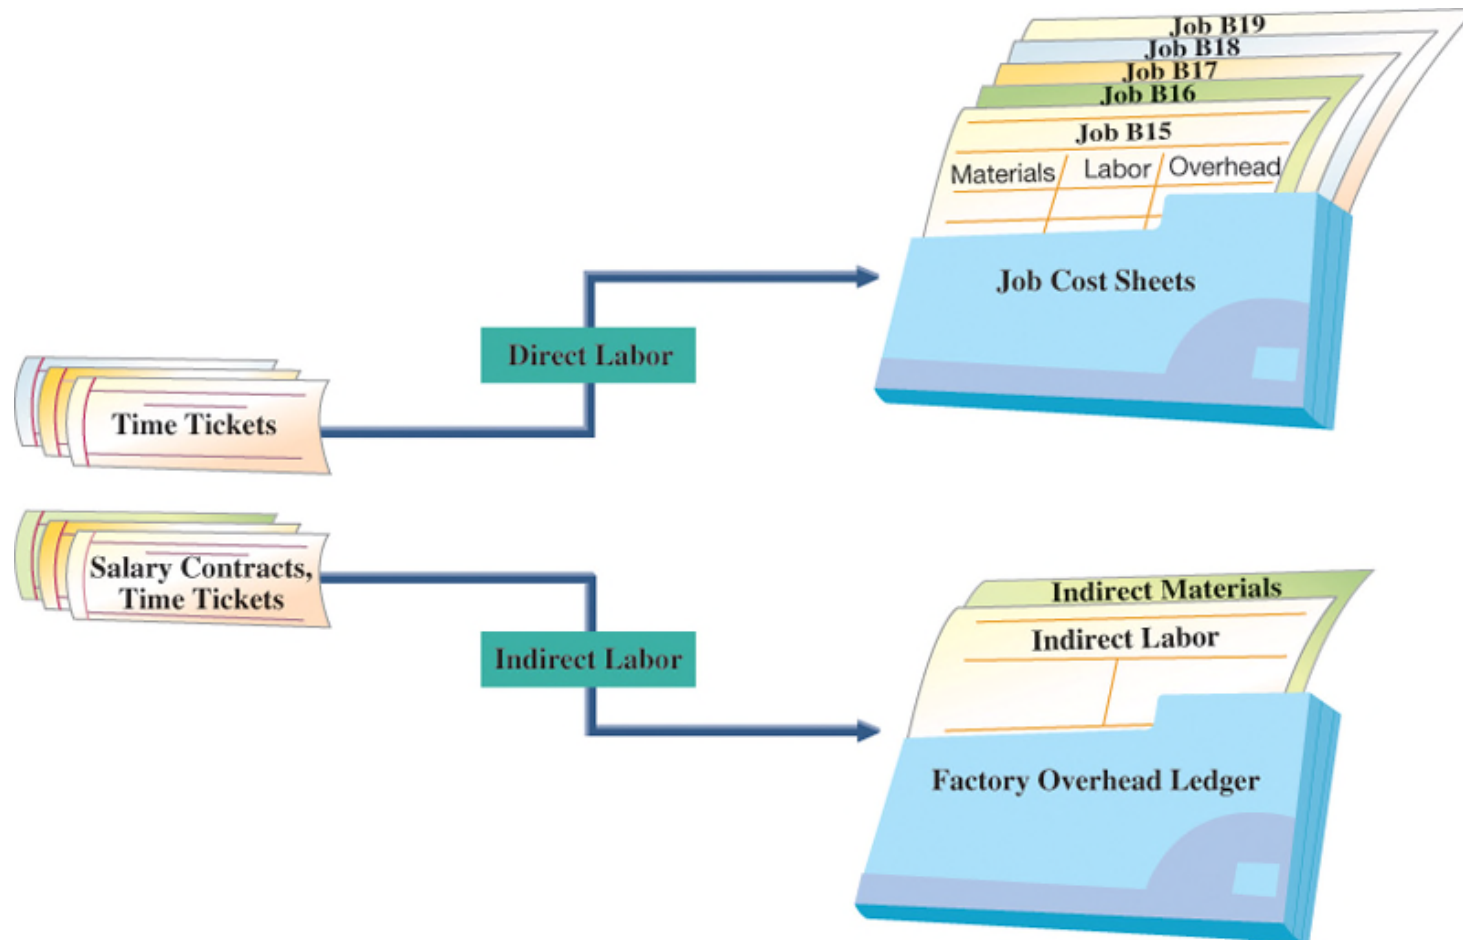 Job B19
Job B18
Job B17
Job B16
Job B15
Materials Labor Overhead
Job Cost Sheets
Direct Labor
Time Tickets
Salary Contracts,
Time Tickets
Indirect Labor
Indirect Materials
Indirect Labor
Factory Overhead Ledger